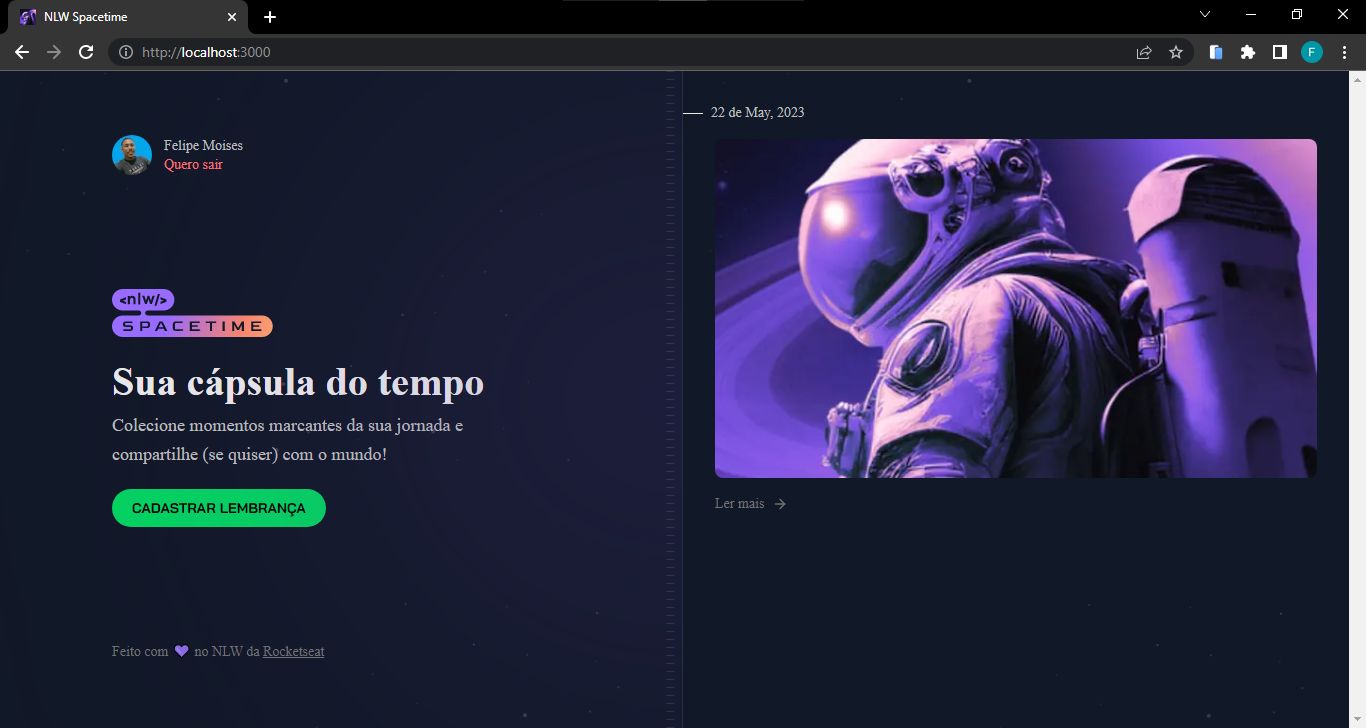 NLW Spacetime
http://localhost:3000
F
Felipe Moises
Quero sair
<nlw/>
SPACETIME
Sua cápsula do tempo
Colecione momentos marcantes da sua jornada e
compartilhe (se quiser) com o mundo!
CADASTRAR LEMBRANÇA
Feito com 💜 no NLW da Rocketseat
22 de May, 2023
Ler mais →